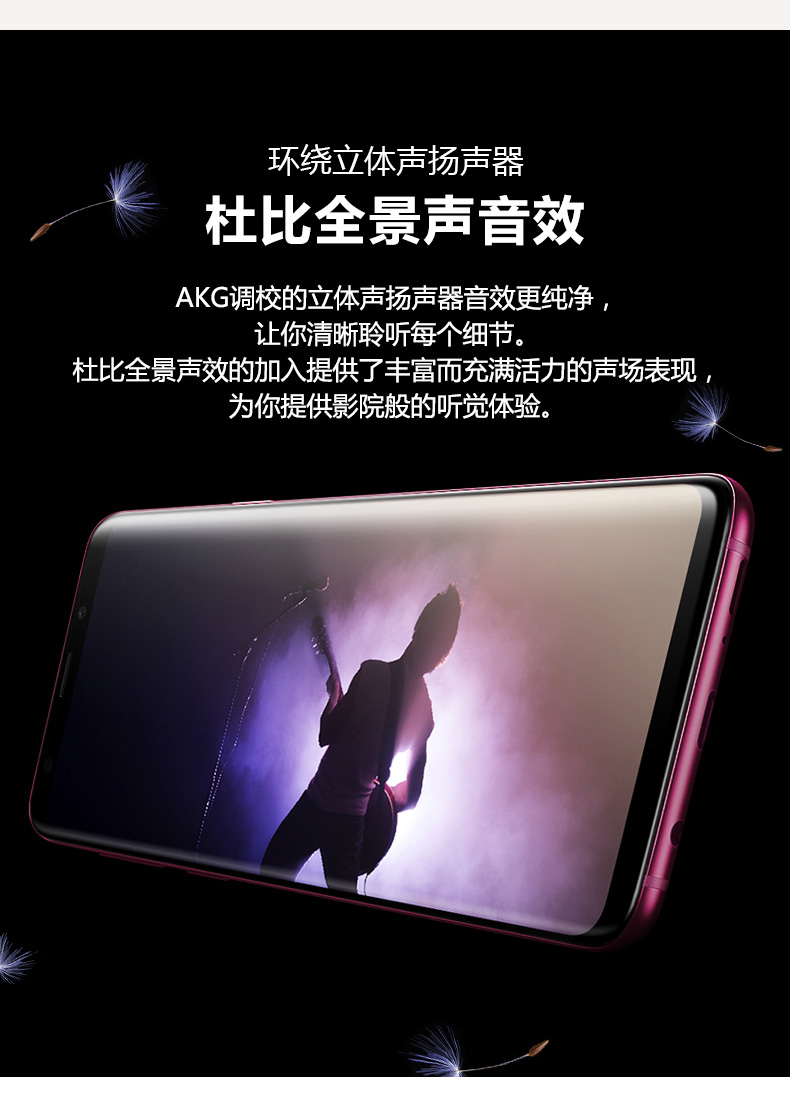 环绕立体声扬声器
杜比全景声音效
AKG调校的立体声扬声器音效更纯净，
让你清晰聆听每个细节。
杜比全景声效的加入提供了丰富而充满活力的声场表现，
为你提供影院般的听觉体验。